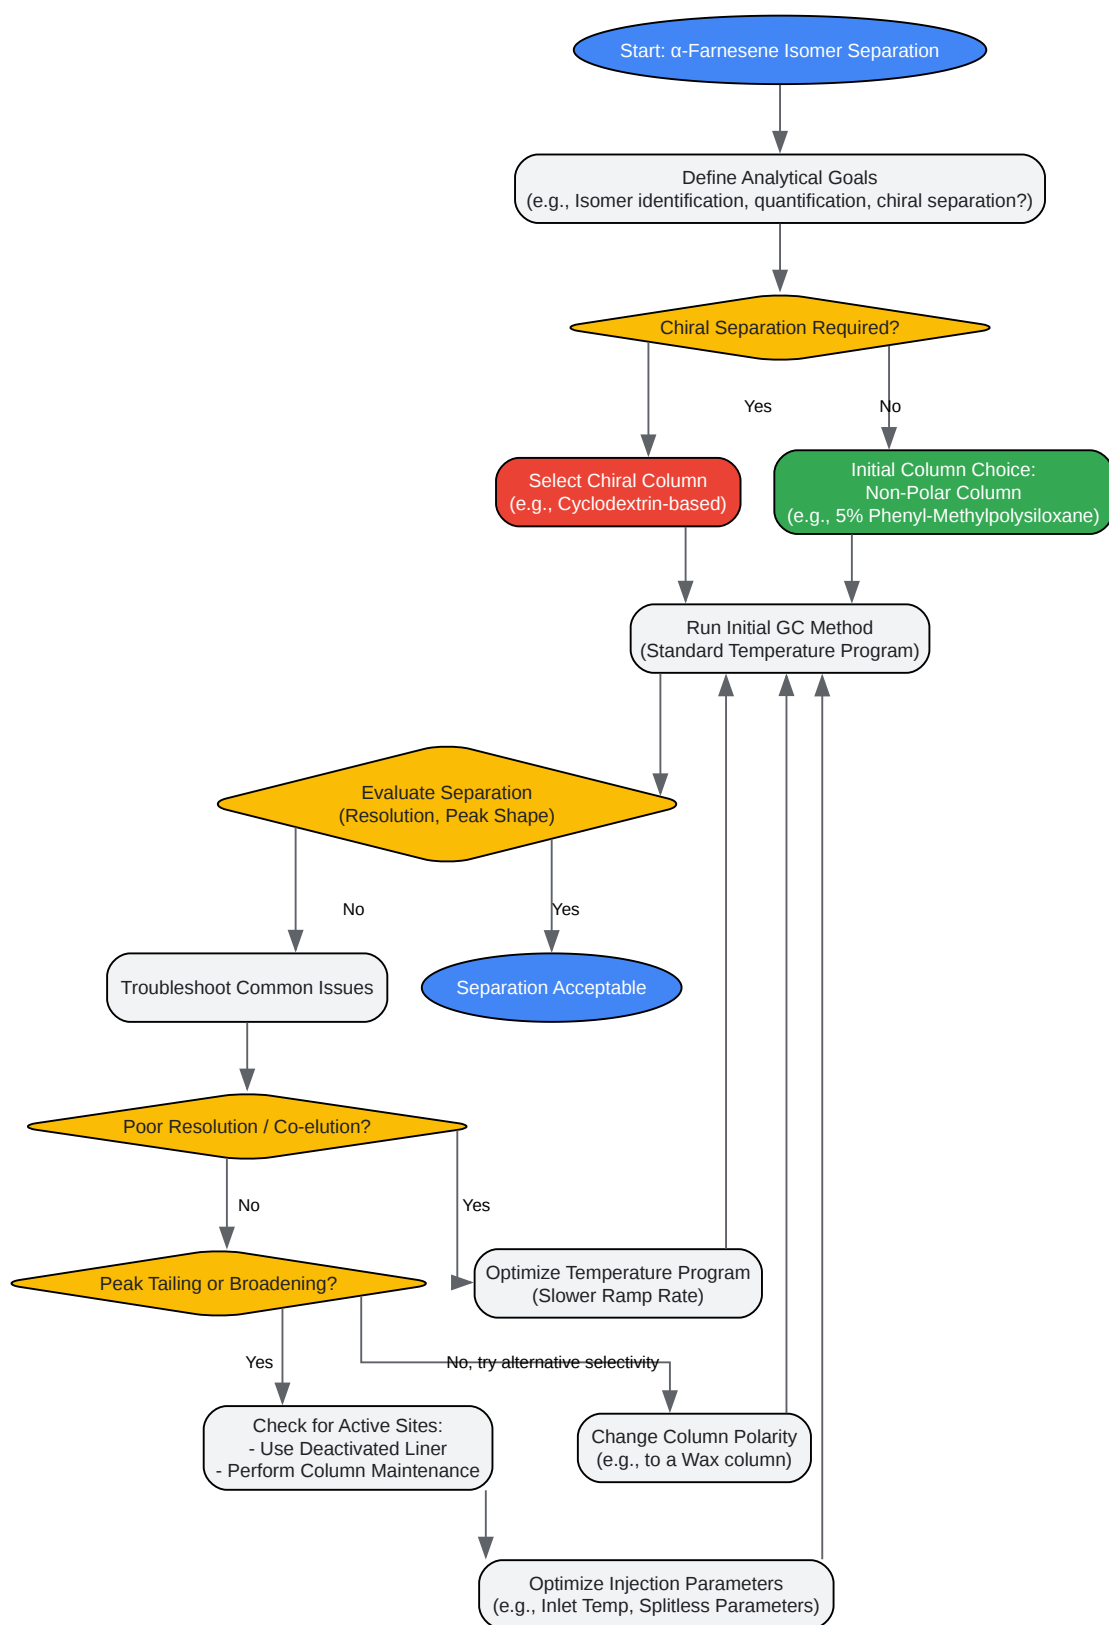 Start: α-Farnesene Isomer Separation
Define Analytical Goals
(e.g., Isomer identification, quantification, chiral separation?)
Chiral Separation Required?
Yes
No
Select Chiral Column
(e.g., Cyclodextrin-based)
Initial Column Choice:
Non-Polar Column
(e.g., 5% Phenyl-Methylpolysiloxane)
Run Initial GC Method
(Standard Temperature Program)
Evaluate Separation
(Resolution, Peak Shape)
No
Yes
Troubleshoot Common Issues
Separation Acceptable
Poor Resolution / Co-elution?
No
Yes
Optimize Temperature Program
(Slower Ramp Rate)
Peak Tailing or Broadening?
Yes
No, try alternative selectivity
Check for Active Sites:
- Use Deactivated Liner
- Perform Column Maintenance
Change Column Polarity
(e.g., to a Wax column)
Optimize Injection Parameters
(e.g., Inlet Temp, Splitless Parameters)